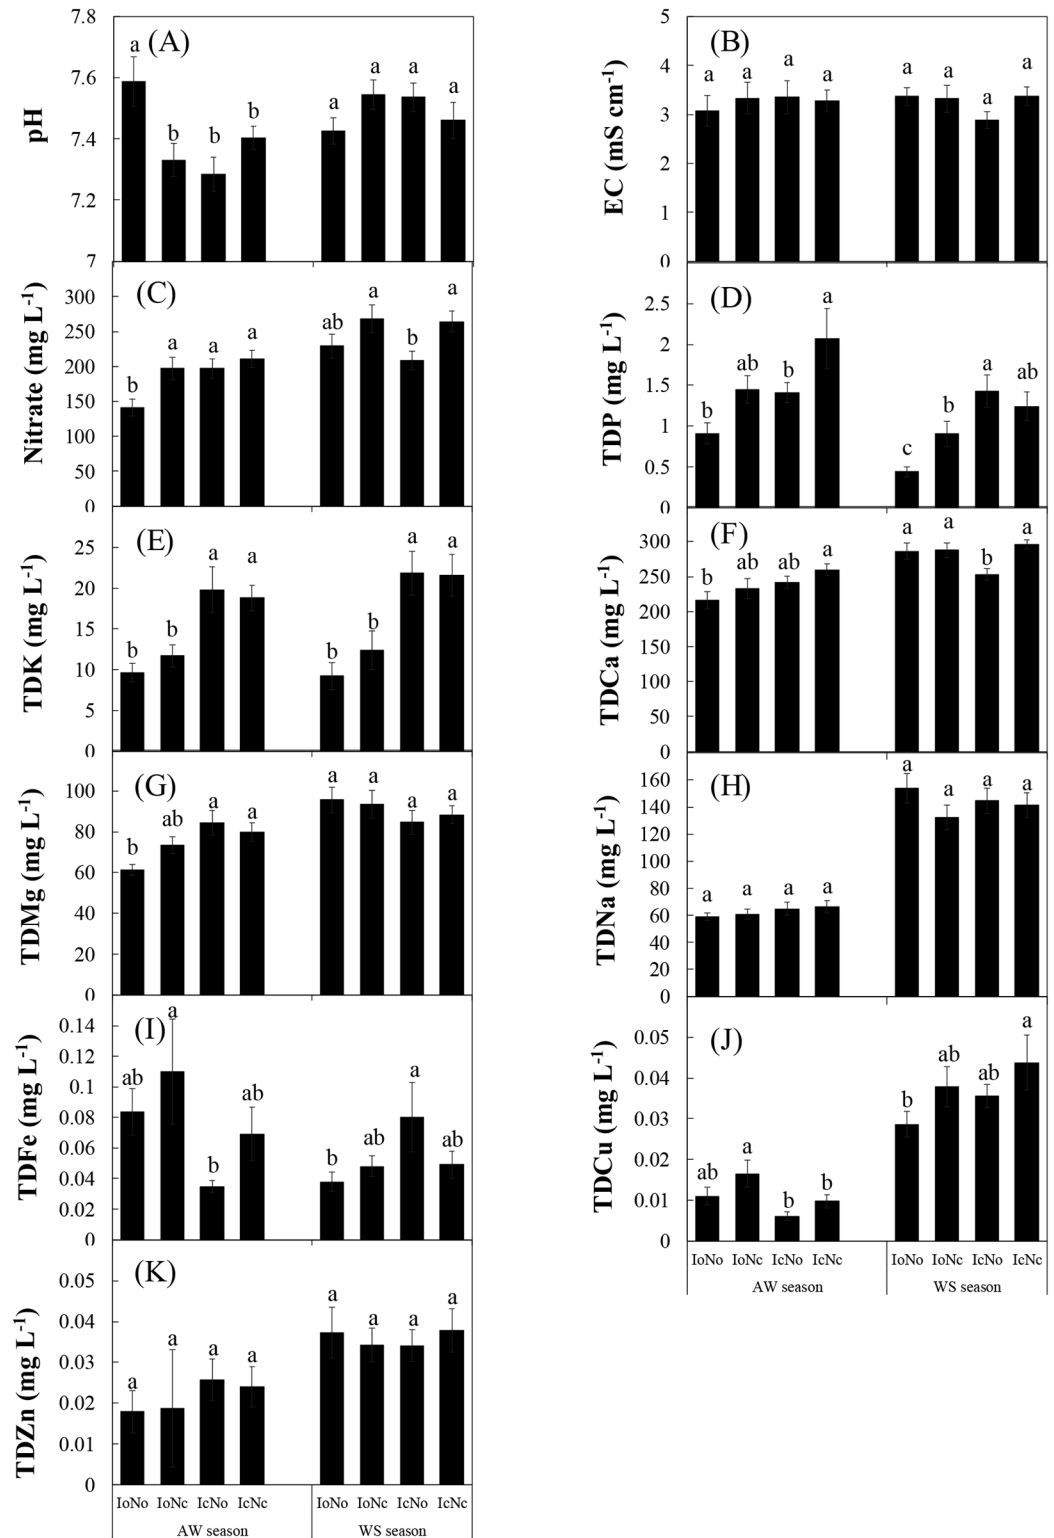 (A)
pH
7.8
7.6
7.4
7.2
7
a
b
b
b
a
a
a
a
(B)
EC (mS cm-1)
5
4
3
2
1
0
a
a
a
a
a
a
a
a
(C)
Nitrate (mg L-1)
300
250
200
150
100
50
0
b
a
a
a
ab
a
b
a
(D)
TDP (mg L-1)
2.5
2
1.5
1
0.5
0
b
ab
b
a
c
b
a
ab
(E)
TDK (mg L-1)
25
20
15
10
5
0
b
b
a
a
b
b
a
a
(F)
TDCa (mg L-1)
300
250
200
150
100
50
0
b
ab
ab
a
a
a
b
a
(G)
TDMg (mg L-1)
100
80
60
40
20
0
b
ab
a
a
a
a
a
a
(H)
TDNa (mg L-1)
160
140
120
100
80
60
40
20
0
a
a
a
a
a
a
a
a
(I)
TDFe (mg L-1)
0.14
0.12
0.1
0.08
0.06
0.04
0.02
0
ab
a
b
ab
b
ab
a
ab
(J)
TDCu (mg L-1)
0.05
0.04
0.03
0.02
0.01
0
ab
a
b
b
b
ab
ab
a
IoNo IoNc IcNo IcNc IoNo IoNc IcNo IcNc
AW season WS season
(K)
TDZn (mg L-1)
0.05
0.04
0.03
0.02
0.01
0
a
a
a
a
a
a
a
a
IoNo IoNc IcNo IcNc IoNo IoNc IcNo IcNc
AW season WS season